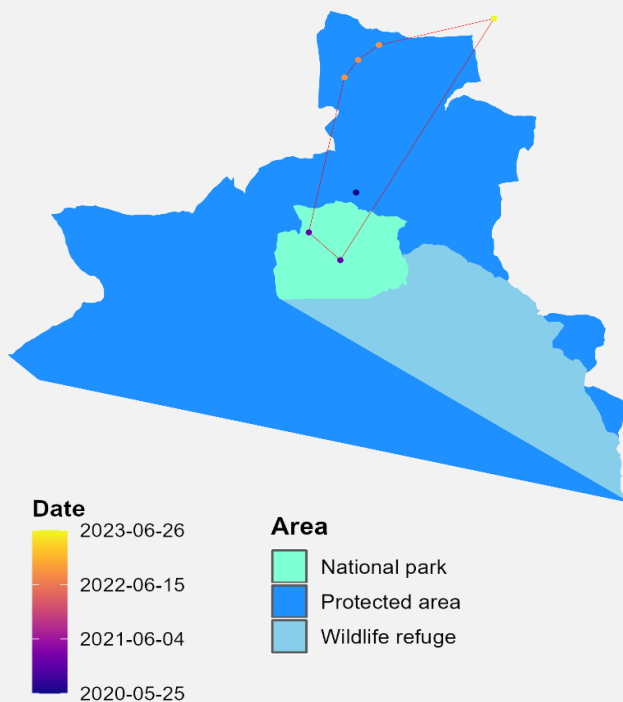 Date
2023-06-26
2022-06-15
2021-06-04
2020-05-25
Area
National park
Protected area
Wildlife refuge